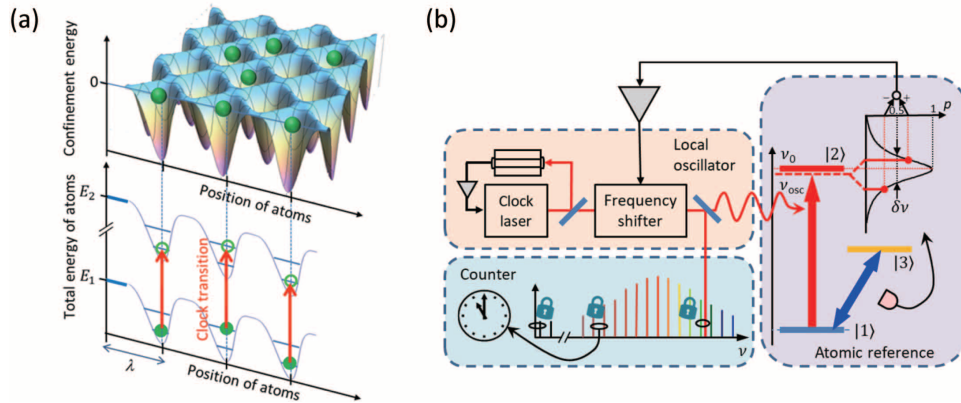 (a)
Confinement energy
0
Position of atoms
Total energy of atoms
E2
E1
Clock transition
λ
Position of atoms
(b)
Local
oscillator
Clock
laser
Frequency
shifter
Counter
ν
- +
0.5 1 p
ν0
|2⟩
νosc
δν
|3⟩
|1⟩
Atomic reference